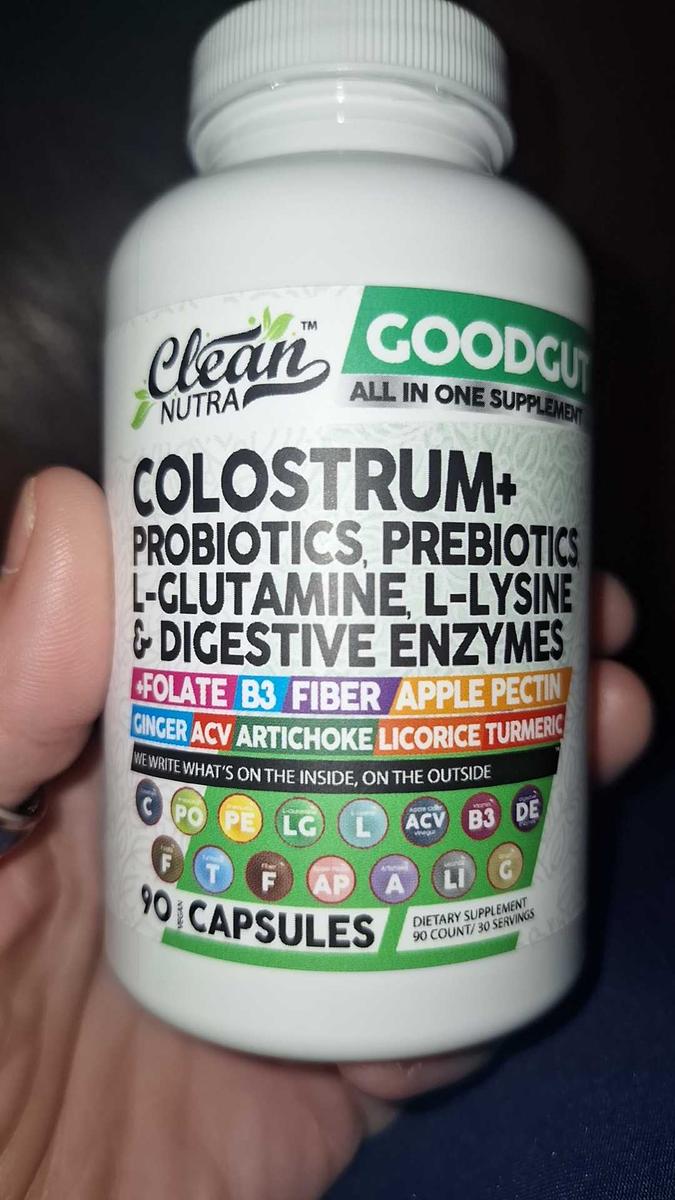 Clean™
NUTRA
GOODGUT
ALL IN ONE SUPPLEMENT
COLOSTRUM+
PROBIOTICS, PREBIOTICS,
L-GLUTAMINE, L-LYSINE
& DIGESTIVE ENZYMES
+FOLATE B3 FIBER APPLE PECTIN
GINGER ACV ARTICHOKE LICORICE TURMERIC
WE WRITE WHAT'S ON THE INSIDE, ON THE OUTSIDE
C PO PE LG L ACV B3 DE
F T F AP A LI G
90 VEGAN CAPSULES
DIETARY SUPPLEMENT
90 COUNT/ 30 SERVINGS